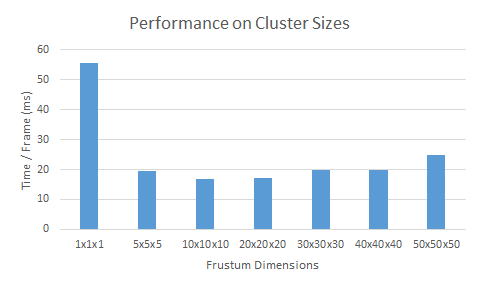 Performance on Cluster Sizes
60
50
40
30
20
10
0
Time / Frame (ms)
1x1x1 5x5x5 10x10x10 20x20x20 30x30x30 40x40x40 50x50x50
Frustum Dimensions